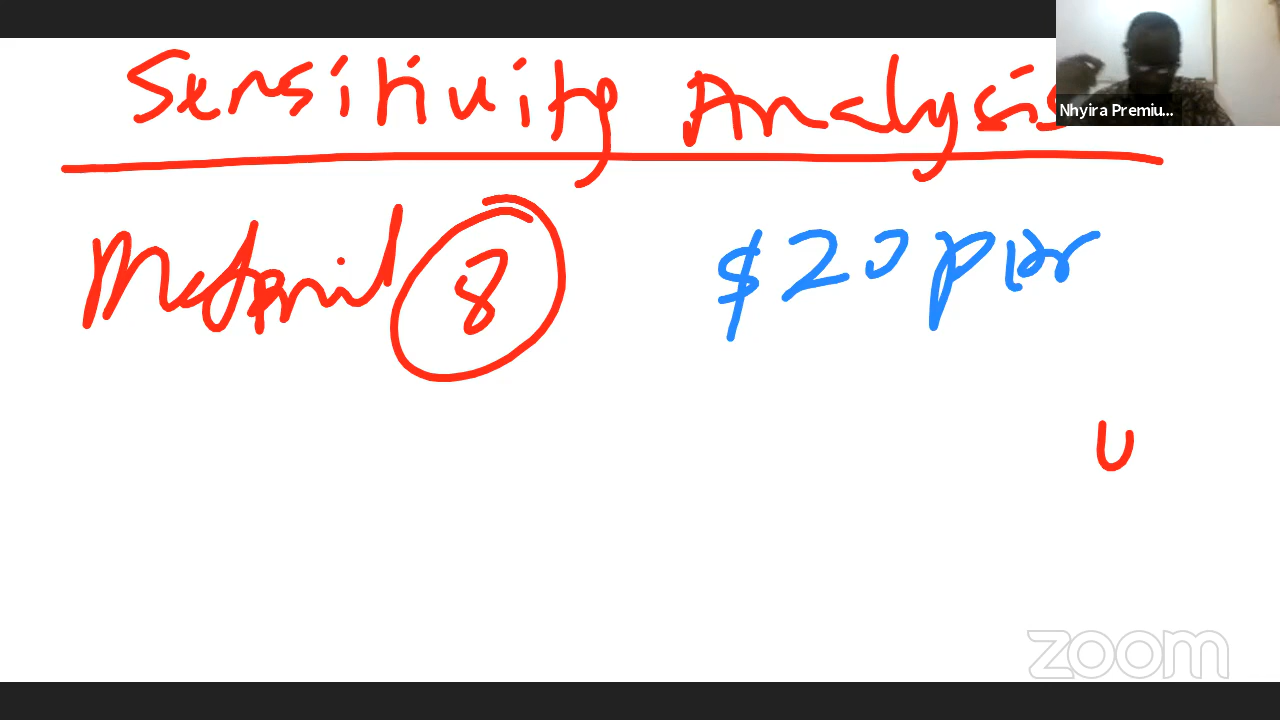 Sensitivity Analysis
Nhyira Premiu...
Material 8 $20 per
U
zoom